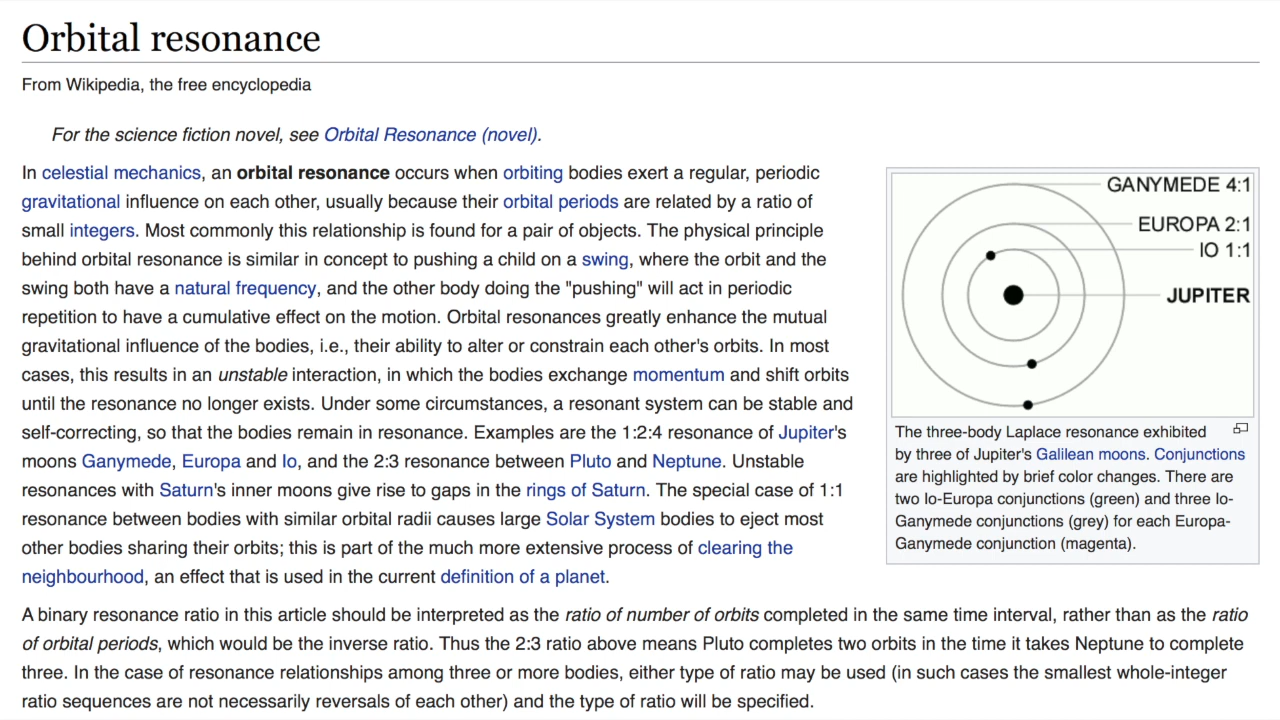 Orbital resonance
From Wikipedia, the free encyclopedia
For the science fiction novel, see Orbital Resonance (novel).
In celestial mechanics, an orbital resonance occurs when orbiting bodies exert a regular, periodic
gravitational influence on each other, usually because their orbital periods are related by a ratio of
small integers. Most commonly this relationship is found for a pair of objects. The physical principle
behind orbital resonance is similar in concept to pushing a child on a swing, where the orbit and the
swing both have a natural frequency, and the other body doing the "pushing" will act in periodic
repetition to have a cumulative effect on the motion. Orbital resonances greatly enhance the mutual
gravitational influence of the bodies, i.e., their ability to alter or constrain each other's orbits. In most
cases, this results in an unstable interaction, in which the bodies exchange momentum and shift orbits
until the resonance no longer exists. Under some circumstances, a resonant system can be stable and
self-correcting, so that the bodies remain in resonance. Examples are the 1:2:4 resonance of Jupiter's
moons Ganymede, Europa and Io, and the 2:3 resonance between Pluto and Neptune. Unstable
resonances with Saturn's inner moons give rise to gaps in the rings of Saturn. The special case of 1:1
resonance between bodies with similar orbital radii causes large Solar System bodies to eject most
other bodies sharing their orbits; this is part of the much more extensive process of clearing the
neighbourhood, an effect that is used in the current definition of a planet.
GANYMEDE 4:1
EUROPA 2:1
IO 1:1
JUPITER
The three-body Laplace resonance exhibited
by three of Jupiter's Galilean moons. Conjunctions
are highlighted by brief color changes. There are
two Io-Europa conjunctions (green) and three Io-
Ganymede conjunctions (grey) for each Europa-
Ganymede conjunction (magenta).
A binary resonance ratio in this article should be interpreted as the ratio of number of orbits completed in the same time interval, rather than as the ratio
of orbital periods, which would be the inverse ratio. Thus the 2:3 ratio above means Pluto completes two orbits in the time it takes Neptune to complete
three. In the case of resonance relationships among three or more bodies, either type of ratio may be used (in such cases the smallest whole-integer
ratio sequences are not necessarily reversals of each other) and the type of ratio will be specified.